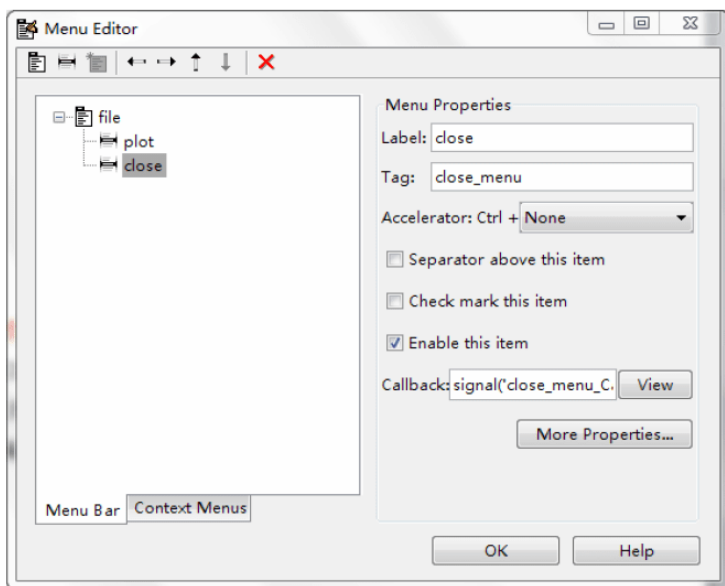 Menu Editor
file
plot
close
Menu Bar
Context Menus
Menu Properties
Label: close
Tag: close_menu
Accelerator: Ctrl + None
Separator above this item
Check mark this item
Enable this item
Callback: signal('close_menu_C View
More Properties...
OK
Help